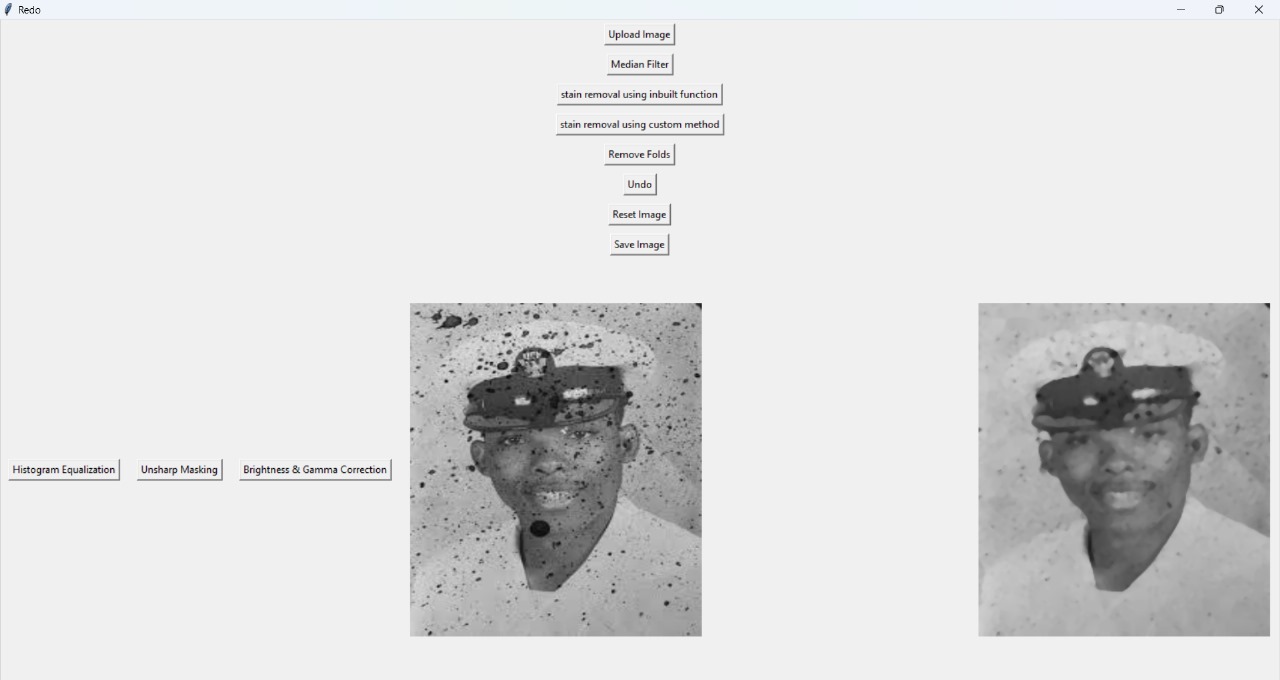 Redo
Upload Image
Median Filter
stain removal using inbuilt function
stain removal using custom method
Remove Folds
Undo
Reset Image
Save Image
Histogram Equalization
Unsharp Masking
Brightness & Gamma Correction